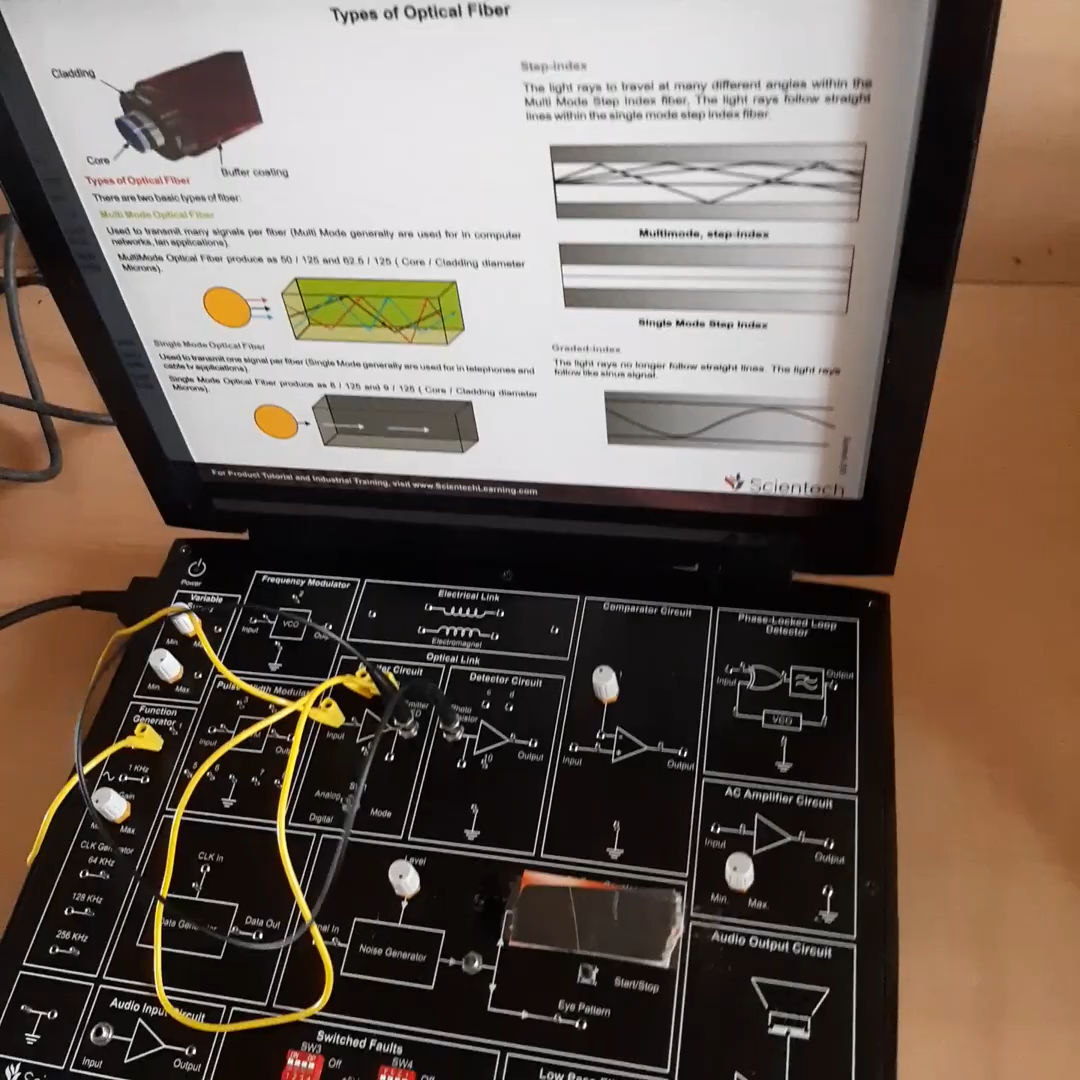 Types of Optical Fiber
Cladding
Core
Buffer coating
Types of Optical Fiber
There are two basic types of fiber:
Multi Mode Optical Fiber
Used to transmit many signals per fiber (Multi Mode generally are used for in computer
networks, lan applications).
MultiMode Optical Fiber produce as 50 / 125 and 62.5 / 125 ( Core / Cladding diameter
Microns).
Single Mode Optical Fiber
Used to transmit one signal per fiber (Single Mode generally are used for in telephones and
cable tv applications)
Single Mode Optical Fiber produce as 8 / 125 and 9 / 125 ( Core / Cladding diameter
Microns).
Step-index
The light rays to travel at many different angles within the
Multi Mode Step Index fiber. The light rays follow straight
lines within the single mode step index fiber.
Multimode, step-index
Single Mode Step Index
Graded-index
The light rays no longer follow straight lines. The light rays
follow like sinus signal.
For Product Tutorial and Industrial Training, visit www.ScientechLearning.com
Scientech
Power
Variable
Min.
Min. Max
Frequency Modulator
VCO
Input
Electrical Link
Electromagnet
Optical Link
Circuit
Input
Analog
Digital
Mode
Detector Circuit
Output
Comparator Circuit
Input
Output
Phase-Locked Loop
Detector
Input
Output
VCO
Function
Generator
1 KHz
Max
CLK
64 KHz
128 KHz
256 KHz
Input
CLK In
Data Out
Level
Noise Generator
Start/Stop
Eye Pattern
AC Amplifier Circuit
Input
Output
Min. Max.
Audio Output Circuit
Audio Input Circuit
Input
Output
Switched Faults
SW3
Off
SW4
Off
Low Pass